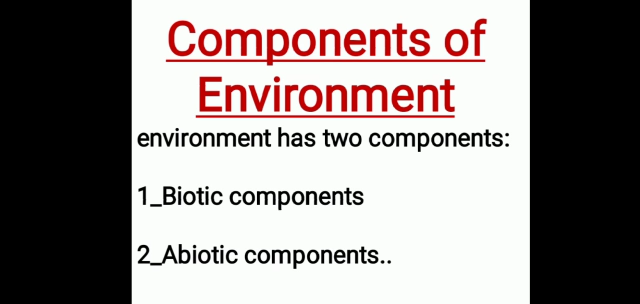 Components of
Environment
environment has two components:
1_Biotic components
2_Abiotic components..